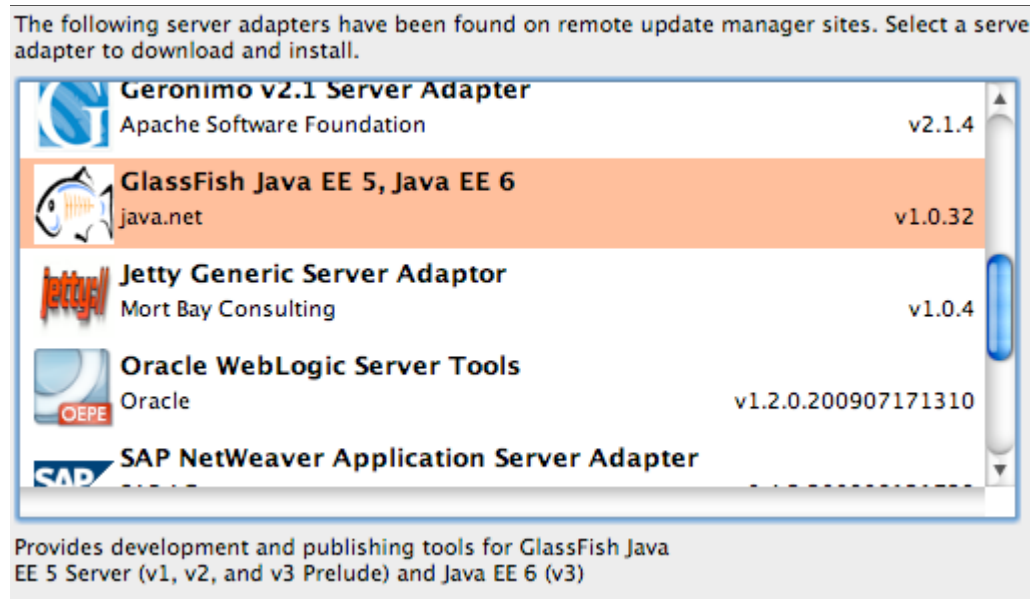 The following server adapters have been found on remote update manager sites. Select a serve
adapter to download and install.
Geronimo v2.1 Server Adapter
Apache Software Foundation v2.1.4
GlassFish Java EE 5, Java EE 6
java.net v1.0.32
jetty://
Jetty Generic Server Adaptor
Mort Bay Consulting v1.0.4
Oracle WebLogic Server Tools
OEPE
Oracle v1.2.0.200907171310
SAP NetWeaver Application Server Adapter
SAP
Provides development and publishing tools for GlassFish Java
EE 5 Server (v1, v2, and v3 Prelude) and Java EE 6 (v3)